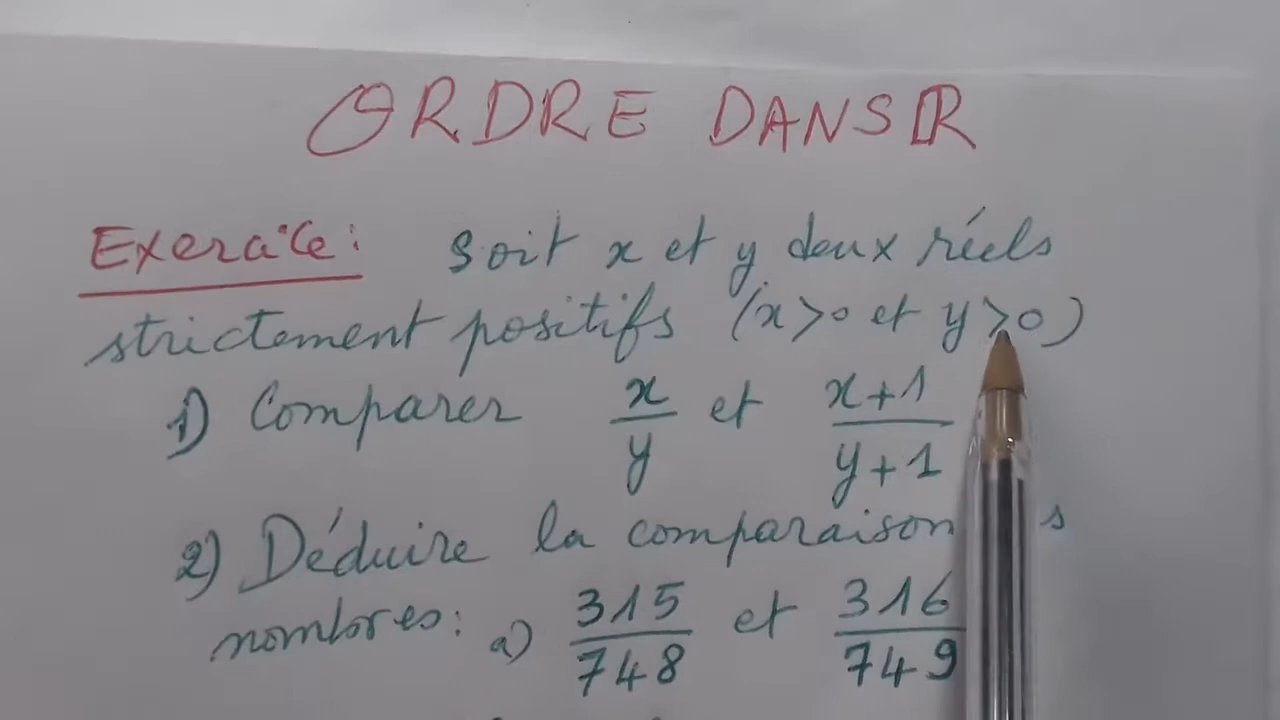 ORDRE DANS ℝ
Exercice: soit x et y deux réels
strictement positifs (x>0 et y>0)
1) Comparer x/y et x+1/y+1
2) Déduire la comparaison s
nombres: a) 315/748 et 316/749